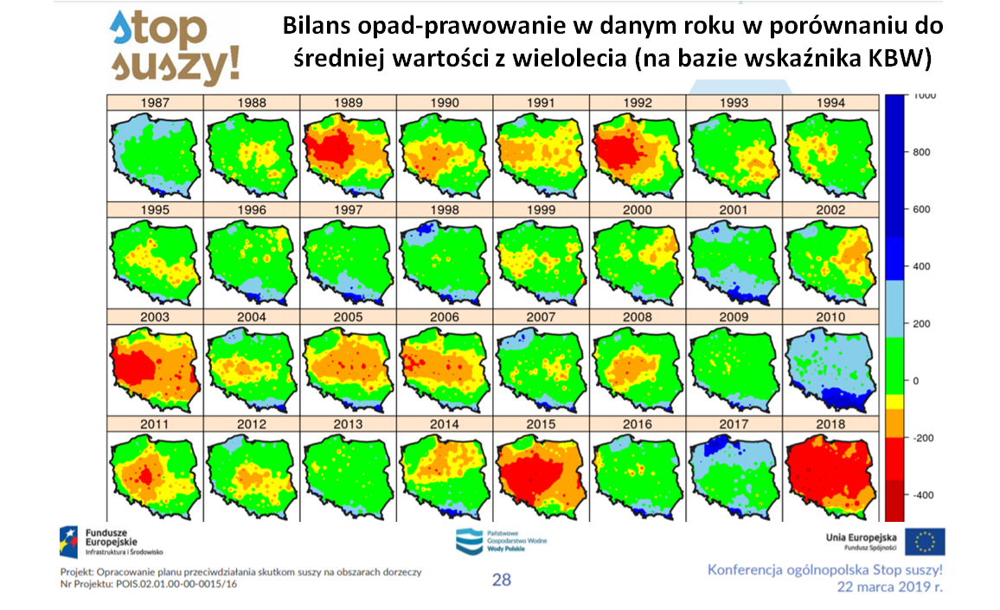 Stop
suszy!
Bilans opad-prawowanie w danym roku w porównaniu do
średniej wartości z wielolecia (na bazie wskaźnika KBW)
1987 1988 1989 1990 1991 1992 1993 1994
1995 1996 1997 1998 1999 2000 2001 2002
2003 2004 2005 2006 2007 2008 2009 2010
2011 2012 2013 2014 2015 2016 2017 2018
1000
800
600
400
200
0
-200
-400
Fundusze
Europejskie
Infrastruktura i Środowisko
Państwowe
Gospodarstwo Wodne
Wody Polskie
Unia Europejska
Fundusz Spójności
Projekt: Opracowanie planu przeciwdziałania skutkom suszy na obszarach dorzeczy
Nr Projektu: POIS.02.01.00-00-0015/16
28
Konferencja ogólnopolska Stop suszy!
22 marca 2019 r.